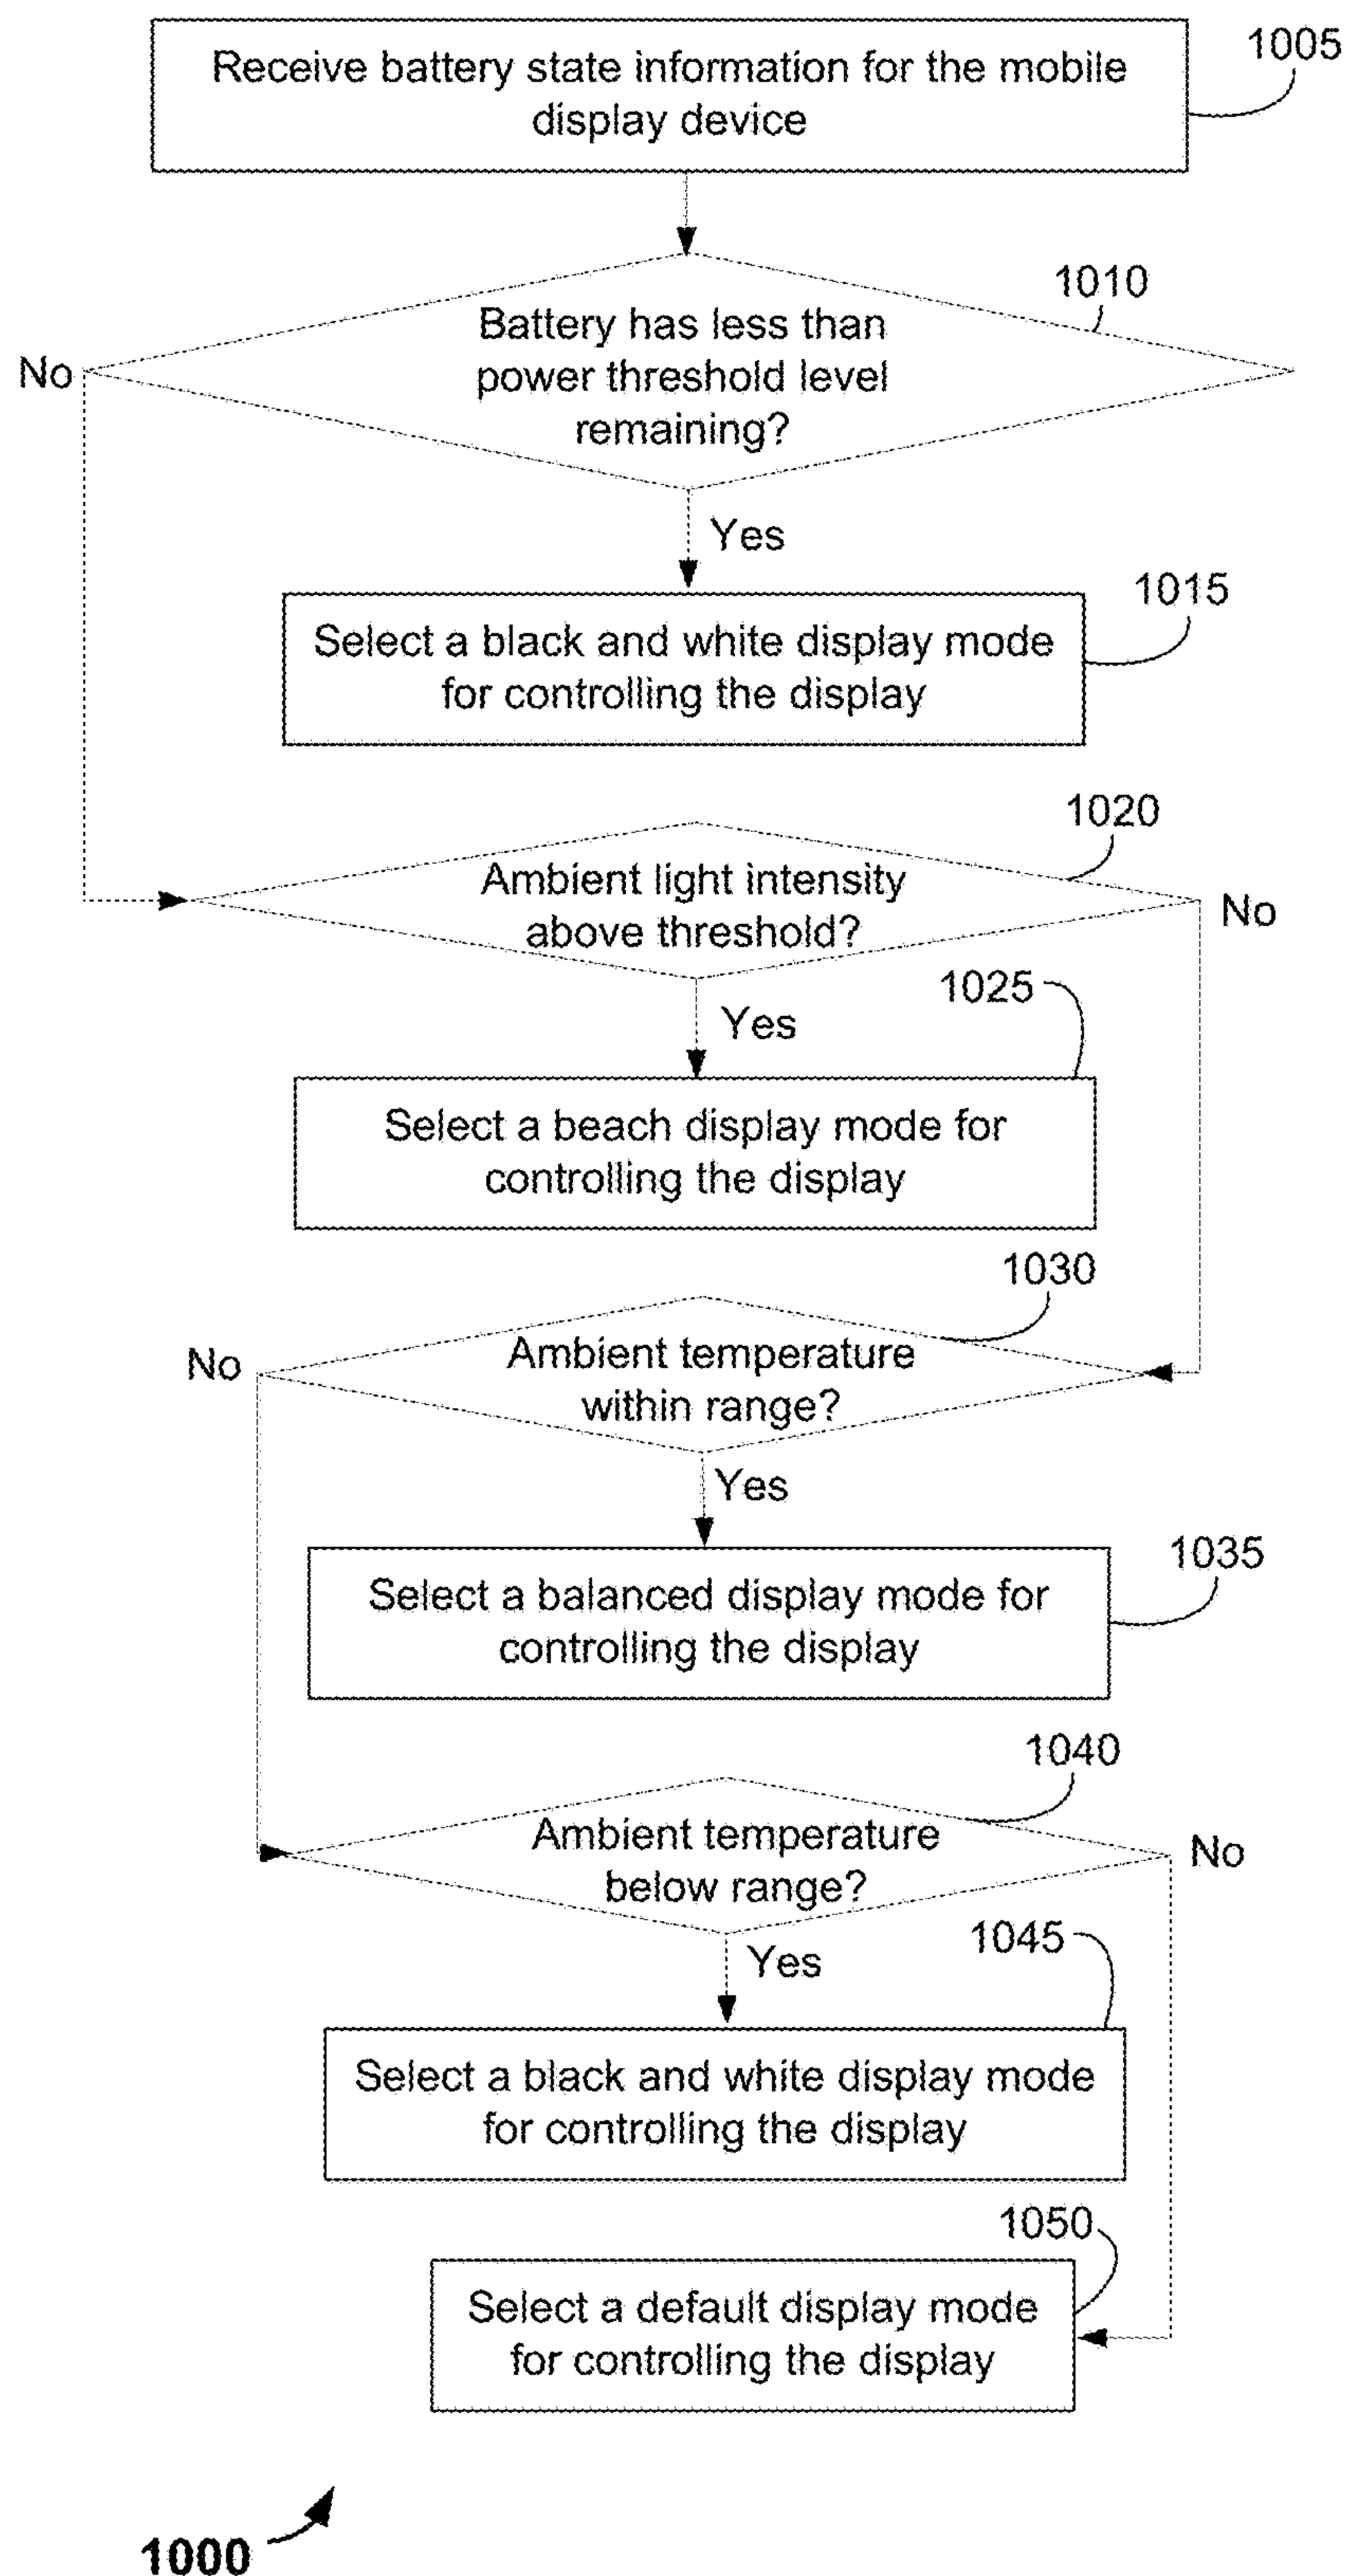 Receive battery state information for the mobile
display device
1005
1010
Battery has less than
power threshold level
remaining?
No
Yes
1015
Select a black and white display mode
for controlling the display
1020
Ambient light intensity
above threshold?
No
1025
Yes
Select a beach display mode for
controlling the display
1030
Ambient temperature
within range?
No
Yes
1035
Select a balanced display mode for
controlling the display
1040
Ambient temperature
below range?
No
1045
Yes
Select a black and white display mode
for controlling the display
1050
Select a default display mode
for controlling the display
1000